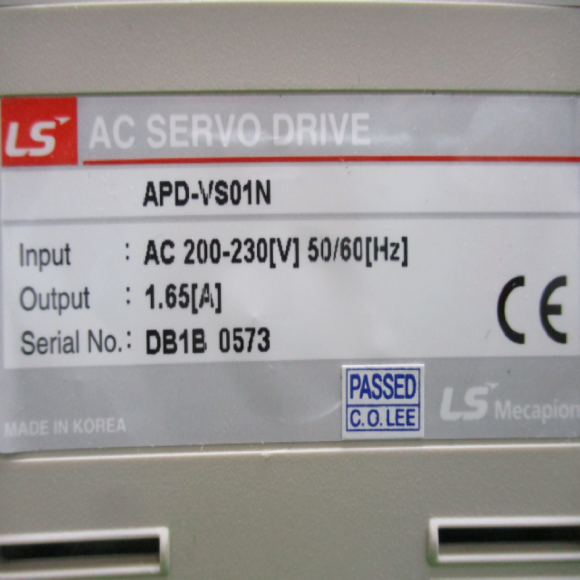 LS AC SERVO DRIVE
APD-VS01N
Input : AC 200-230[V] 50/60[Hz]
Output : 1.65[A]
Serial No. : DB1B 0573
CE
PASSED
C.O.LEE
LS Mecapion
MADE IN KOREA